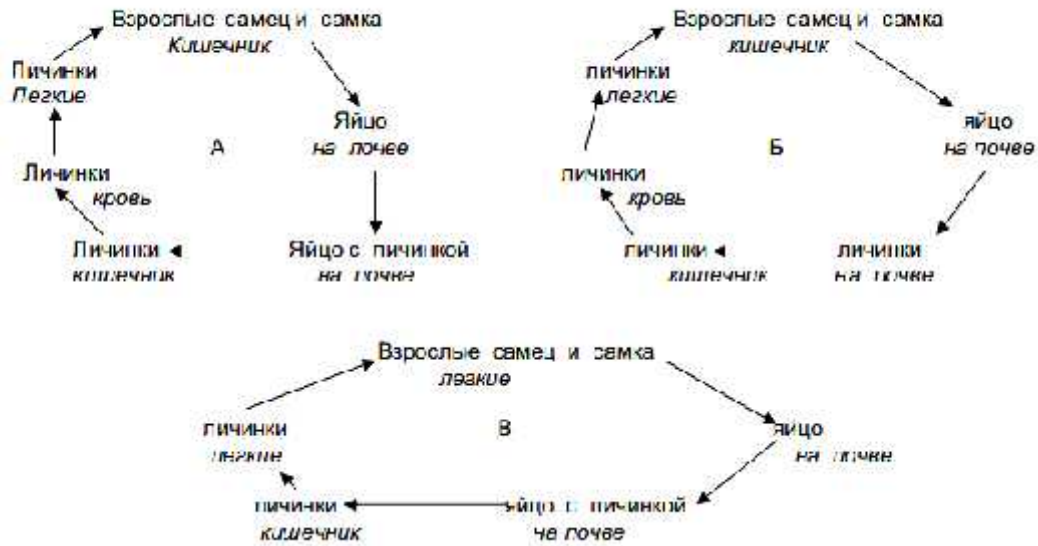 Взрослые самец и самка
Кишечник
Личинки
Легкие
Яйцо
на почве
А
Личинки
кровь
Личинки
кишечник
Яйцо с личинкой
на почве
Взрослые самец и самка
кишечник
личинки
легкие
яйцо
на почве
Б
личинки
кровь
личинки
кишечник
личинки
на почве
Взрослые самец и самка
легкие
личинки
легкие
В
яйцо
на почве
личинки
кишечник
яйцо с личинкой
на почве